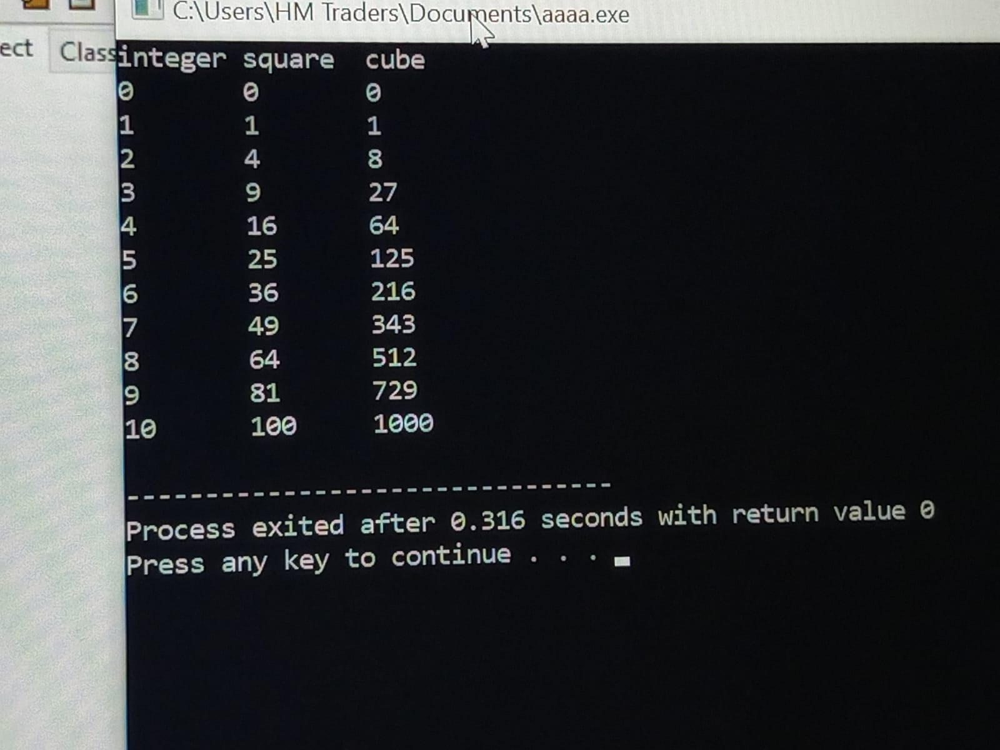 C:\Users\HM Traders\Documents\aaaa.exe
ect Class
integer square cube
0 0 0
1 1 1
2 4 8
3 9 27
4 16 64
5 25 125
6 36 216
7 49 343
8 64 512
9 81 729
10 100 1000
--------------------------------
Process exited after 0.316 seconds with return value 0
Press any key to continue . . .